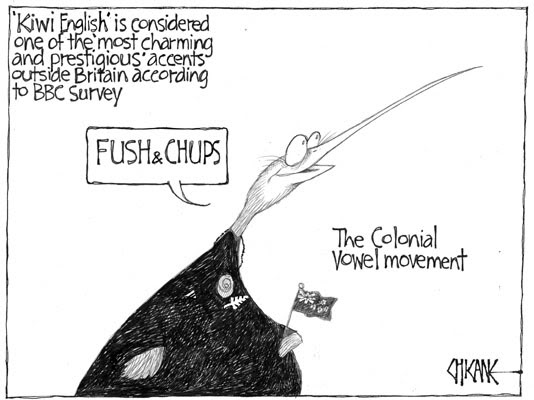 'Kiwi English' is considered
one of the 'most charming
and prestigious' accents
outside Britain according
to BBC Survey
FUSH & CHUPS
The Colonial
Vowel movement
CHICANE